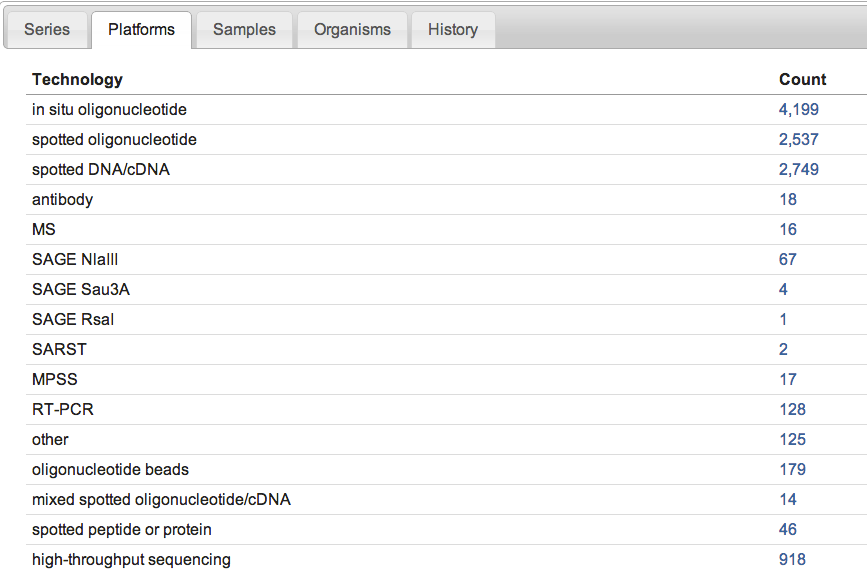 Series Platforms Samples Organisms History
Technology Count
in situ oligonucleotide 4,199
spotted oligonucleotide 2,537
spotted DNA/cDNA 2,749
antibody 18
MS 16
SAGE NlaIII 67
SAGE Sau3A 4
SAGE RsaI 1
SARST 2
MPSS 17
RT-PCR 128
other 125
oligonucleotide beads 179
mixed spotted oligonucleotide/cDNA 14
spotted peptide or protein 46
high-throughput sequencing 918